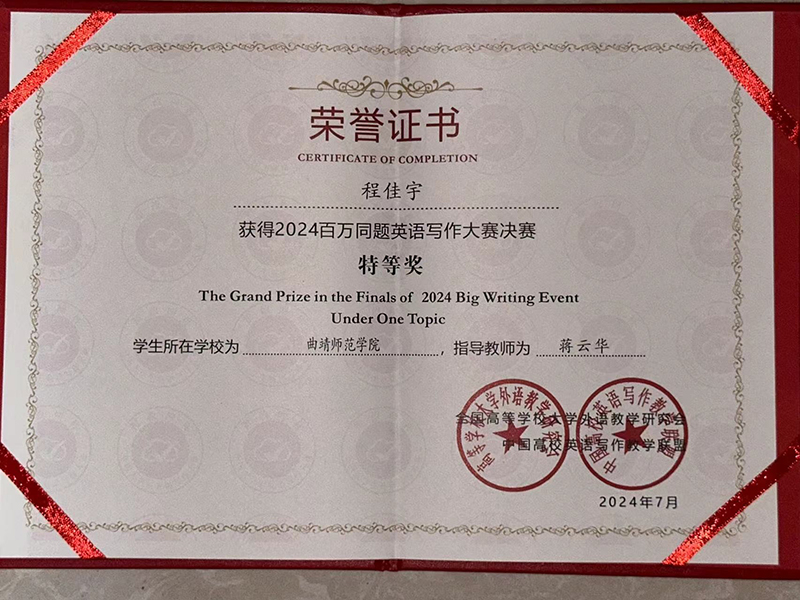 荣誉证书
CERTIFICATE OF COMPLETION
程佳宇
获得2024百万同题英语写作大赛决赛
特等奖
The Grand Prize in the Finals of 2024 Big Writing Event
Under One Topic
学生所在学校为 曲靖师范学院，指导教师为 蒋云华
全国高等学校大学外语教学研究会
中国高校英语写作教学联盟
2024年7月